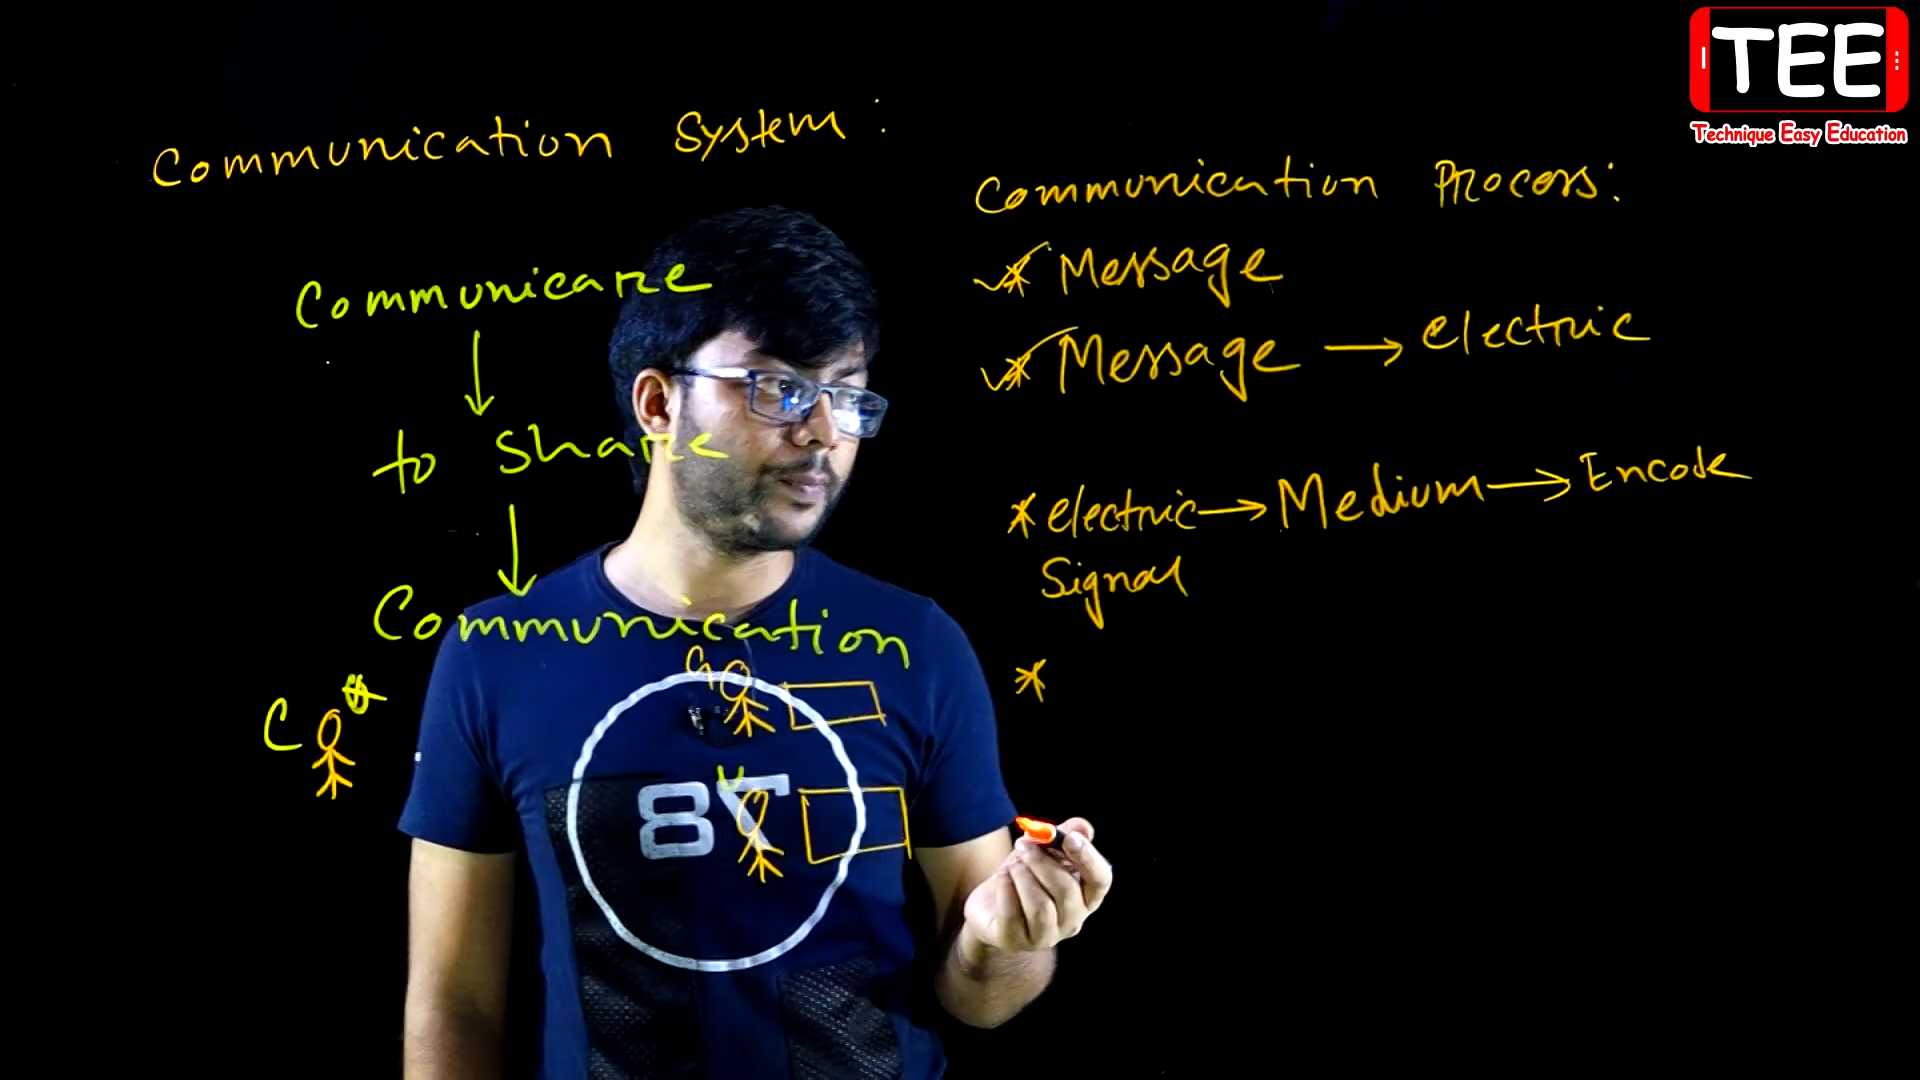 TEE
Technique Easy Education
Communication System:
Communicare
to share
Communication
C
G
V
87
Communication Process:
* Message
* Message → electric
* electric → Medium → Encode
Signal
*